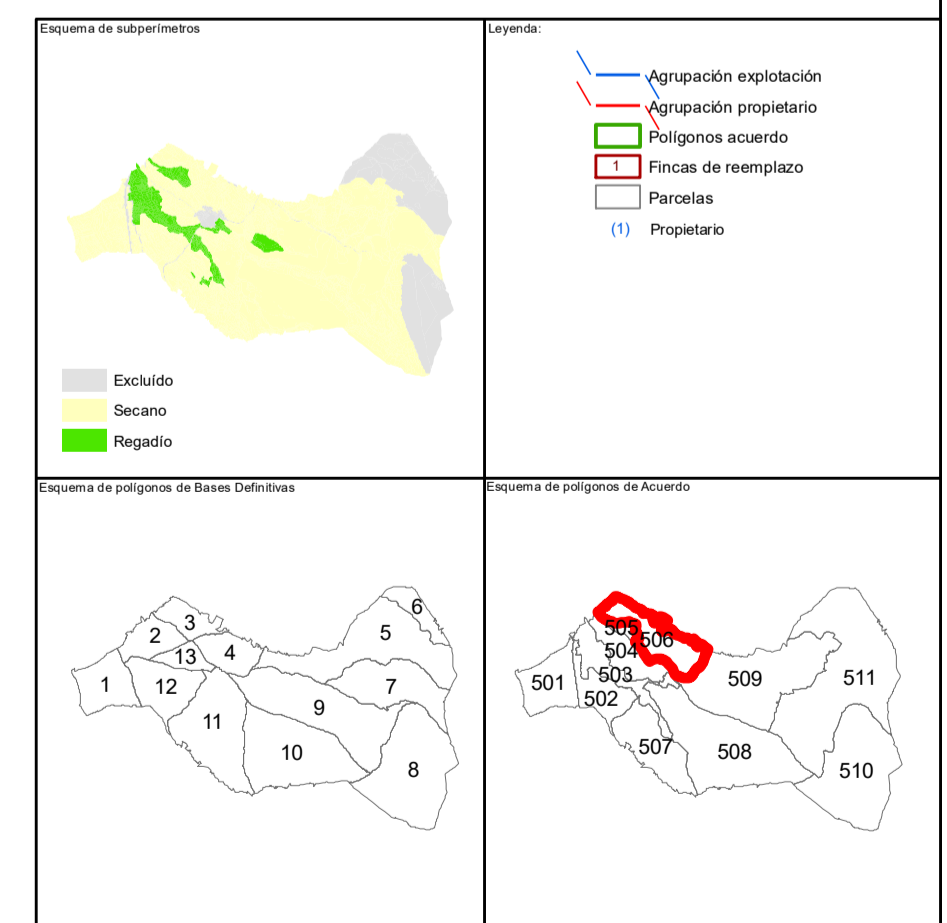 Esquema de subperímetros
Excluído
Secano
Regadío
Leyenda:
Agrupación explotación
Agrupación propietario
Polígonos acuerdo
1 Fincas de reemplazo
Parcelas
(1) Propietario
Esquema de polígonos de Bases Definitivas
6
3
5
2
13
4
1
12
7
9
11
10
8
Esquema de polígonos de Acuerdo
505
506
504
503
501
509
511
502
507
508
510